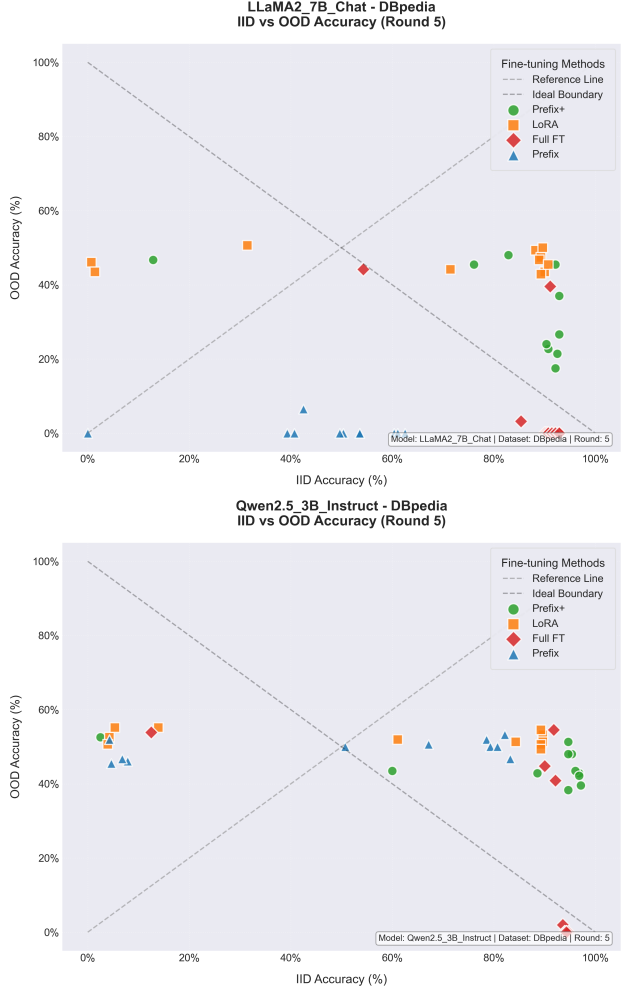 LLaMA2_7B_Chat - DBpedia
IID vs OOD Accuracy (Round 5)
100%
80%
60%
40%
20%
0%
OOD Accuracy (%)
Fine-tuning Methods
Reference Line
Ideal Boundary
Prefix+
LoRA
Full FT
Prefix
Model: LLaMA2_7B_Chat | Dataset: DBpedia | Round: 5
0%
20%
40%
60%
80%
100%
IID Accuracy (%)
Qwen2.5_3B_Instruct - DBpedia
IID vs OOD Accuracy (Round 5)
100%
80%
60%
40%
20%
0%
OOD Accuracy (%)
Fine-tuning Methods
Reference Line
Ideal Boundary
Prefix+
LoRA
Full FT
Prefix
Model: Qwen2.5_3B_Instruct | Dataset: DBpedia | Round: 5
0%
20%
40%
60%
80%
100%
IID Accuracy (%)